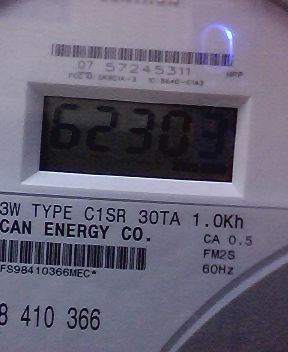 07 57245311 HPP
62303
3W TYPE C1SR 30TA 1.0Kh
CAN ENERGY CO.
CA 0.5
FM2S
60Hz
FS98410366MEC*
8 410 366